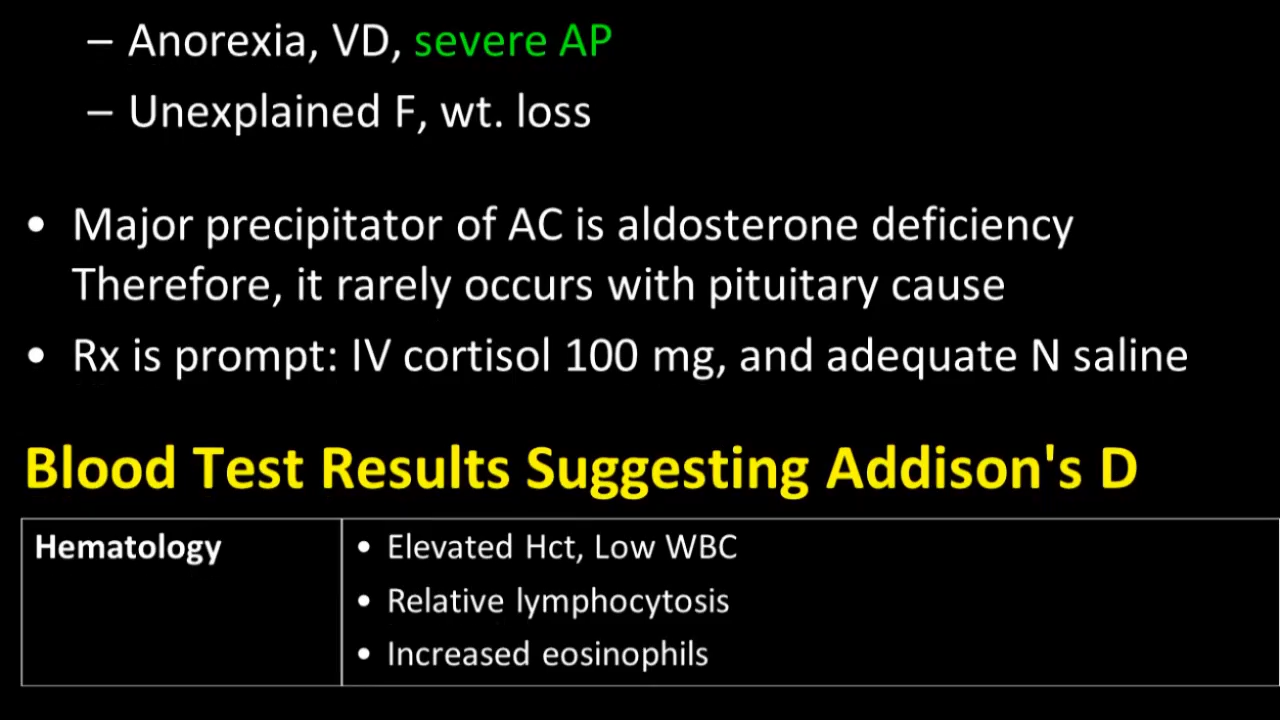 – Anorexia, VD, severe AP
– Unexplained F, wt. loss
• Major precipitator of AC is aldosterone deficiency
Therefore, it rarely occurs with pituitary cause
• Rx is prompt: IV cortisol 100 mg, and adequate N saline
Blood Test Results Suggesting Addison's D
Hematology
• Elevated Hct, Low WBC
• Relative lymphocytosis
• Increased eosinophils